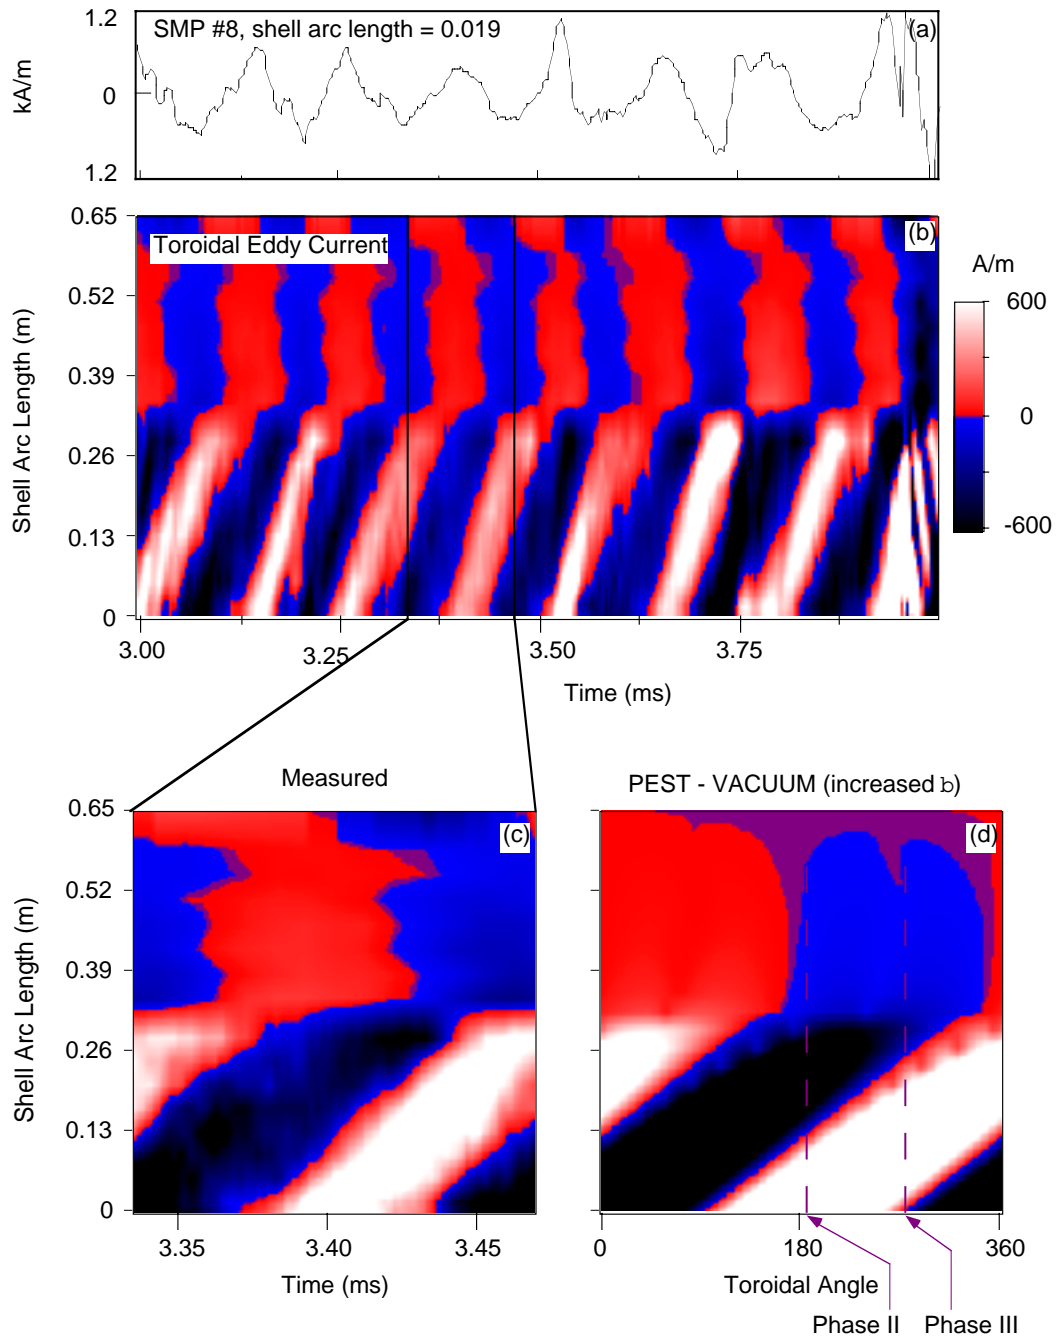 1.2
SMP #8, shell arc length = 0.019
(a)
kA/m
0
1.2
0.65
Toroidal Eddy Current
(b)
A/m
Shell Arc Length (m)
0.52
600
0.39
0
0.26
0.13
-600
0
3.00
3.25
3.50
3.75
Time (ms)
Measured
PEST - VACUUM (increased b)
0.65
(c)
(d)
Shell Arc Length (m)
0.52
0.39
0.26
0.13
0
3.35
3.40
3.45
0
180
360
Time (ms)
Toroidal Angle
Phase II
Phase III